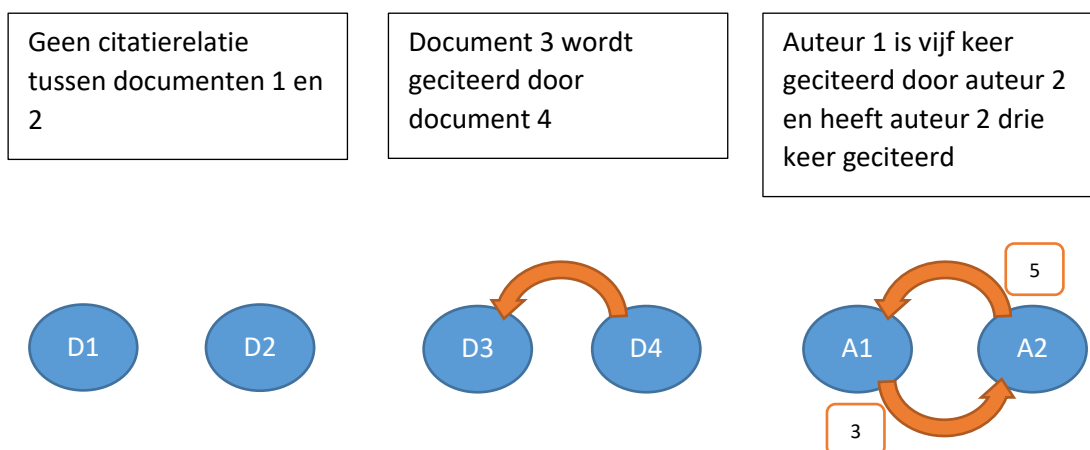 Geen citatierelatie
tussen documenten 1 en
2
Document 3 wordt
geciteerd door
document 4
Auteur 1 is vijf keer
geciteerd door auteur 2
en heeft auteur 2 drie
keer geciteerd
5
D1
D2
D3
D4
A1
A2
3